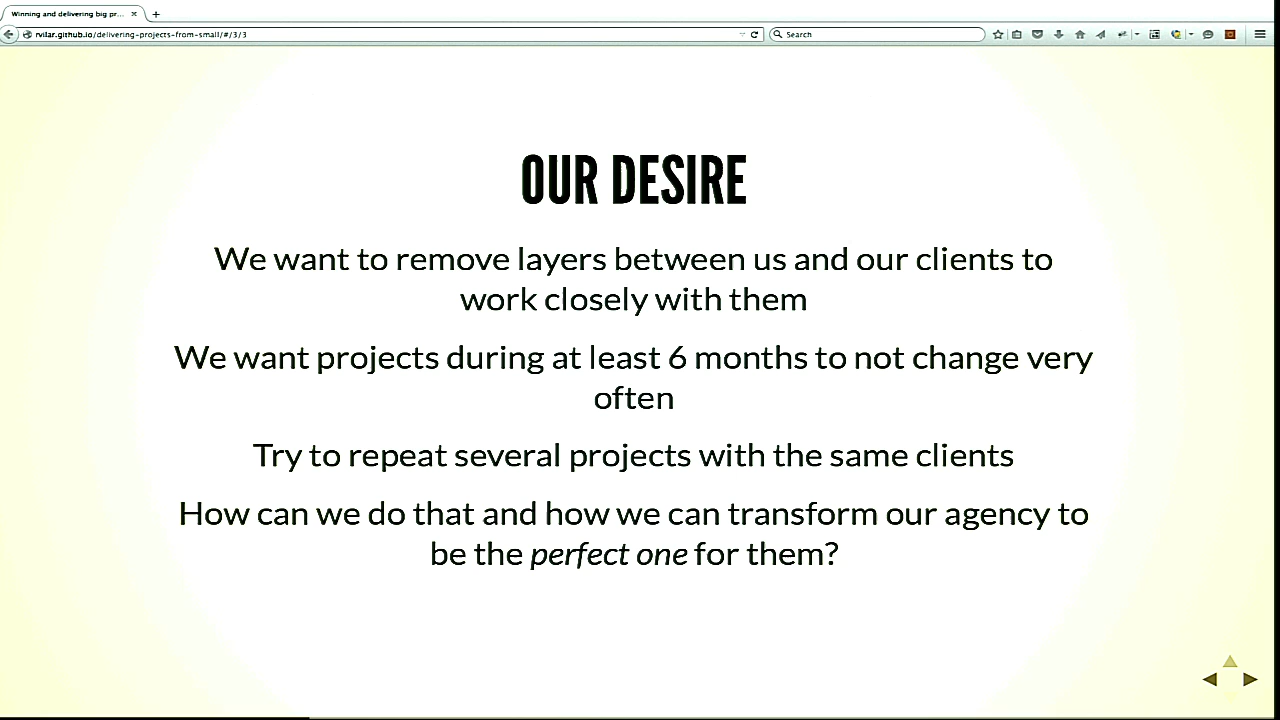 Winning and delivering big pr...
rvilar.github.io/delivering-projects-from-small/#/3/3
Search
OUR DESIRE
We want to remove layers between us and our clients to
work closely with them
We want projects during at least 6 months to not change very
often
Try to repeat several projects with the same clients
How can we do that and how we can transform our agency to
be the perfect one for them?